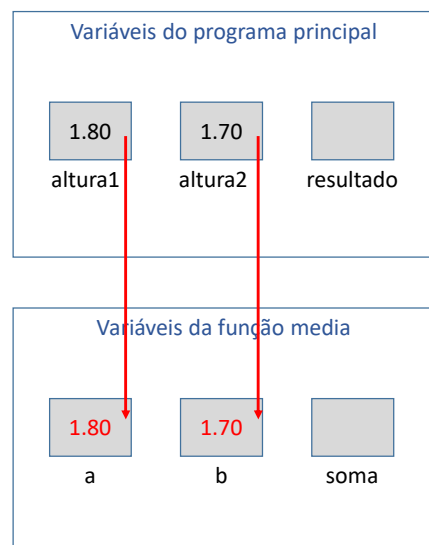 Variáveis do programa principal
1.80 1.70
altura1 altura2 resultado
Variáveis da função media
1.80 1.70
a b soma